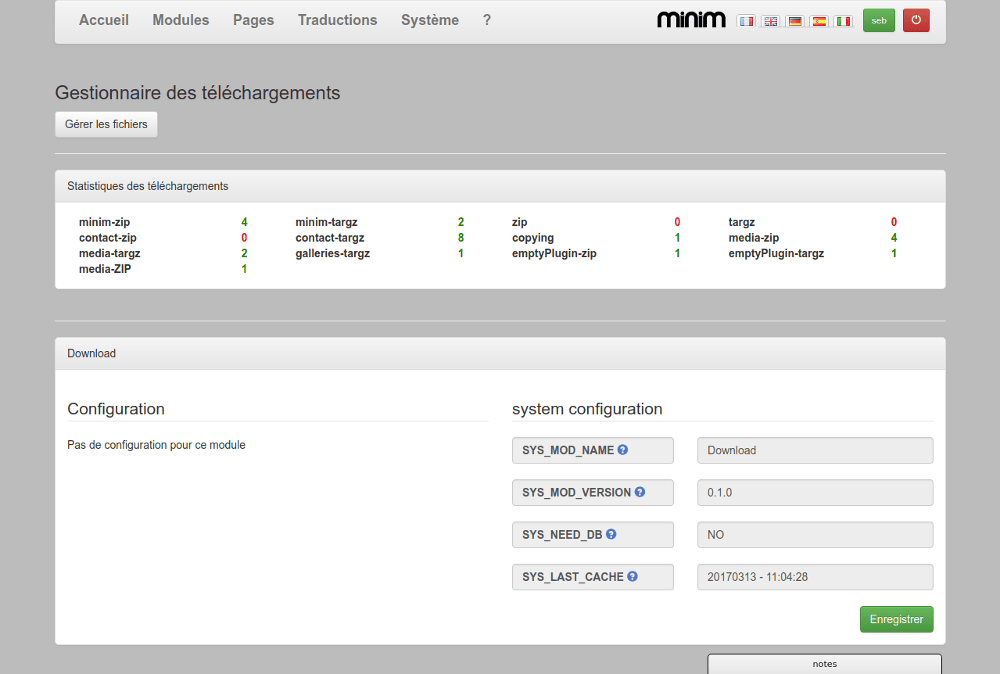 Accueil Modules Pages Traductions Système ? minim seb
Gestionnaire des téléchargements
Gérer les fichiers
Statistiques des téléchargements
minim-zip 4 minim-targz 2 zip 0 targz 0
contact-zip 0 contact-targz 8 copying 1 media-zip 4
media-targz 2 galleries-targz 1 emptyPlugin-zip 1 emptyPlugin-targz 1
media-ZIP 1
Download
Configuration
Pas de configuration pour ce module
system configuration
SYS_MOD_NAME ? Download
SYS_MOD_VERSION ? 0.1.0
SYS_NEED_DB ? NO
SYS_LAST_CACHE ? 20170313 - 11:04:28
Enregistrer
notes